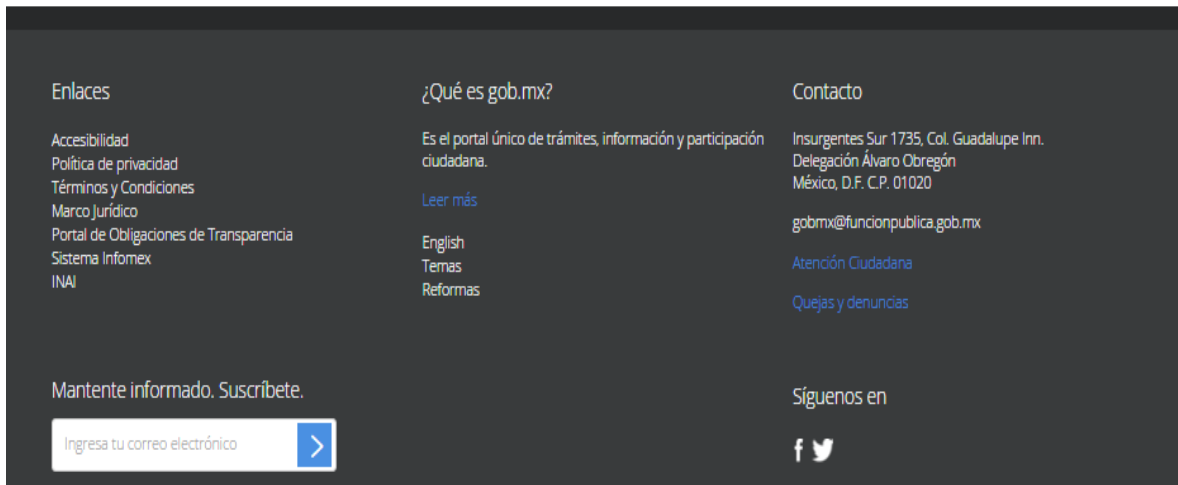 Enlaces
Accesibilidad
Política de privacidad
Términos y Condiciones
Marco Jurídico
Portal de Obligaciones de Transparencia
Sistema Infomex
INAI
¿Qué es gob.mx?
Es el portal único de trámites, información y participación
ciudadana.
Leer más
English
Temas
Reformas
Contacto
Insurgentes Sur 1735, Col. Guadalupe Inn.
Delegación Álvaro Obregón
México, D.F. C.P. 01020
gobmx@funcionpublica.gob.mx
Atención Ciudadana
Quejas y denuncias
Mantente informado. Suscríbete.
Ingresa tu correo electrónico
Síguenos en